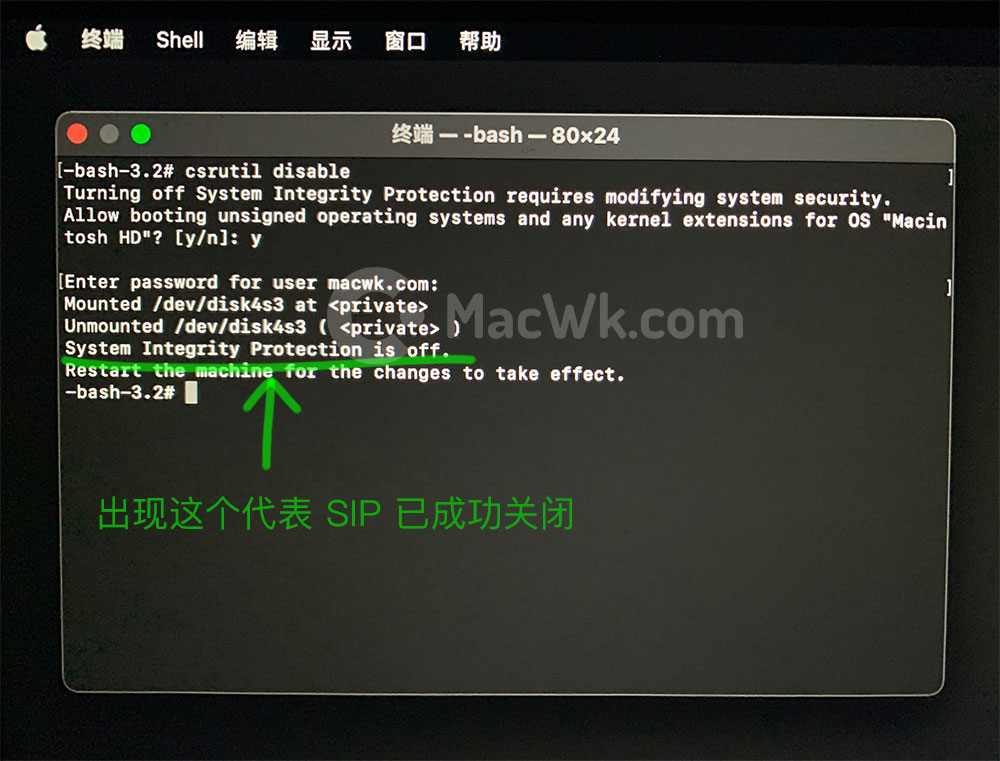 终端 Shell 编辑 显示 窗口 帮助
终端 — -bash — 80×24
[-bash-3.2# csrutil disable ]
Turning off System Integrity Protection requires modifying system security.
Allow booting unsigned operating systems and any kernel extensions for OS "Macin
tosh HD"? [y/n]: y
[Enter password for user macwk.com: ]
Mounted /dev/disk4s3 at <private>
Unmounted /dev/disk4s3 ( <private> )
MacWk.com
System Integrity Protection is off.
Restart the machine for the changes to take effect.
-bash-3.2#
出现这个代表 SIP 已成功关闭